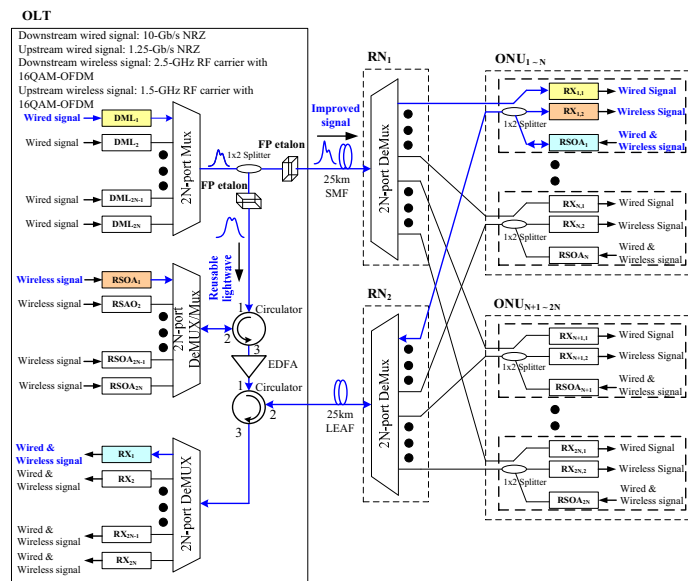 OLT
Downstream wired signal: 10-Gb/s NRZ
Upstream wired signal: 1.25-Gb/s NRZ
Downstream wireless signal: 2.5-GHz RF carrier with
16QAM-OFDM
Upstream wireless signal: 1.5-GHz RF carrier with
16QAM-OFDM
Wired signal
DML₁
Wired signal
DML₂
Wired signal
DML₂N-1
Wired signal
DML₂N
2N-port Mux
1x2 Splitter
FP etalon
FP etalon
Improved
signal
25km
SMF
Reusable
lightwave
Wireless signal
RSOA₁
Wireless signal
RSAO₂
Wireless signal
RSOA₂N-1
Wireless signal
RSOA₂N
2N-port
DeMUX/Mux
1
Circulator
2
3
EDFA
1
Circulator
2
3
25km
LEAF
Wired &
Wireless signal
RX₁
Wired &
Wireless signal
RX₂
Wired &
Wireless signal
RX₂N-1
Wired &
Wireless signal
RX₂N
2N-port DeMUX
RN₁
2N-port DeMux
RN₂
2N-port DeMux
ONU₁ ~ N
RX₁,₁
Wired Signal
RX₁,₂
Wireless Signal
1x2 Splitter
RSOA₁
Wired &
Wireless signal
RXN,1
Wired Signal
RXN,2
Wireless Signal
1x2 Splitter
RSOAN
Wired &
Wireless signal
ONUN+1 ~ 2N
RXN+1,1
Wired Signal
RXN+1,2
Wireless Signal
1x2 Splitter
RSOAN+1
Wired &
Wireless signal
RX2N,1
Wired Signal
RX2N,2
Wireless Signal
1x2 Splitter
RSOA2N
Wired &
Wireless signal